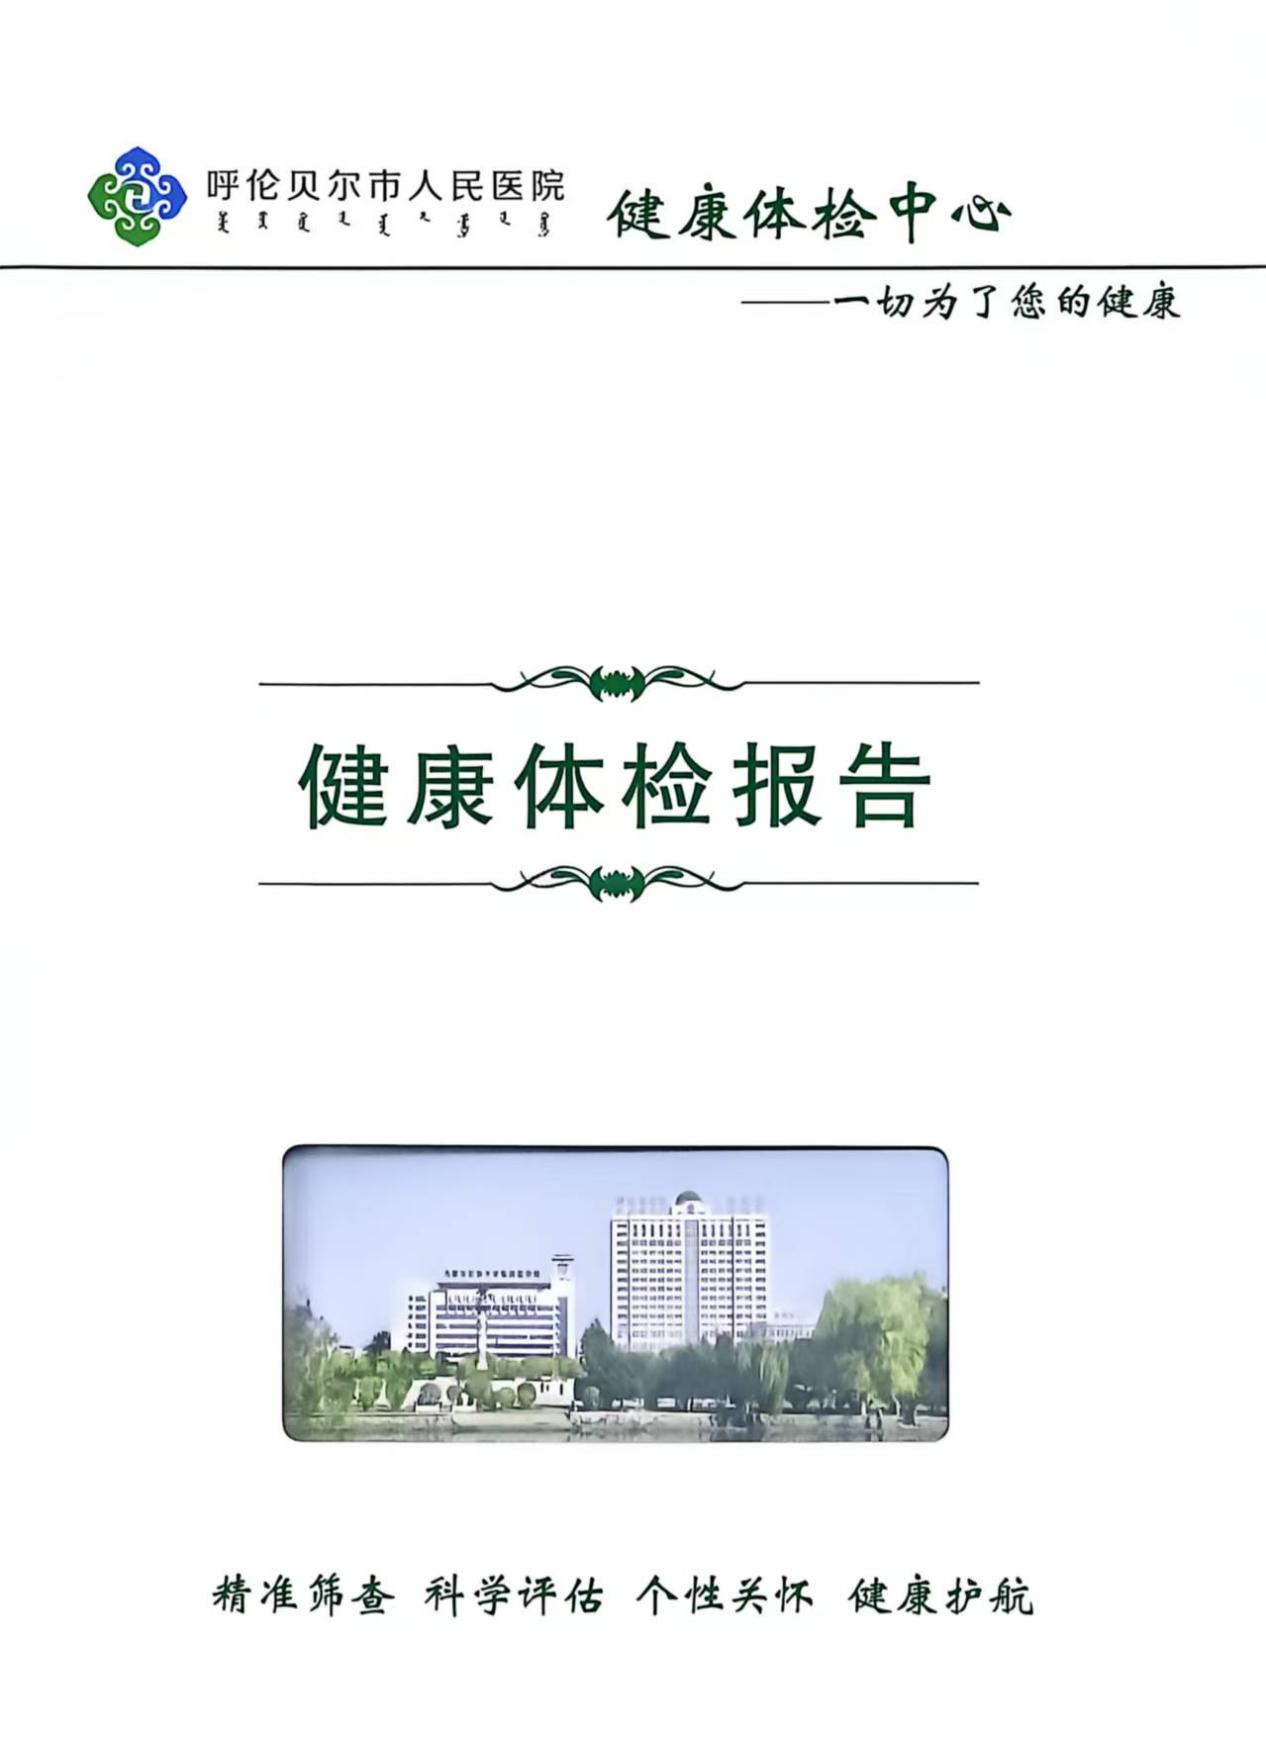 呼伦贝尔市人民医院 健康体检中心
——一切为了您的健康
健康体检报告
精准筛查 科学评估 个性关怀 健康护航